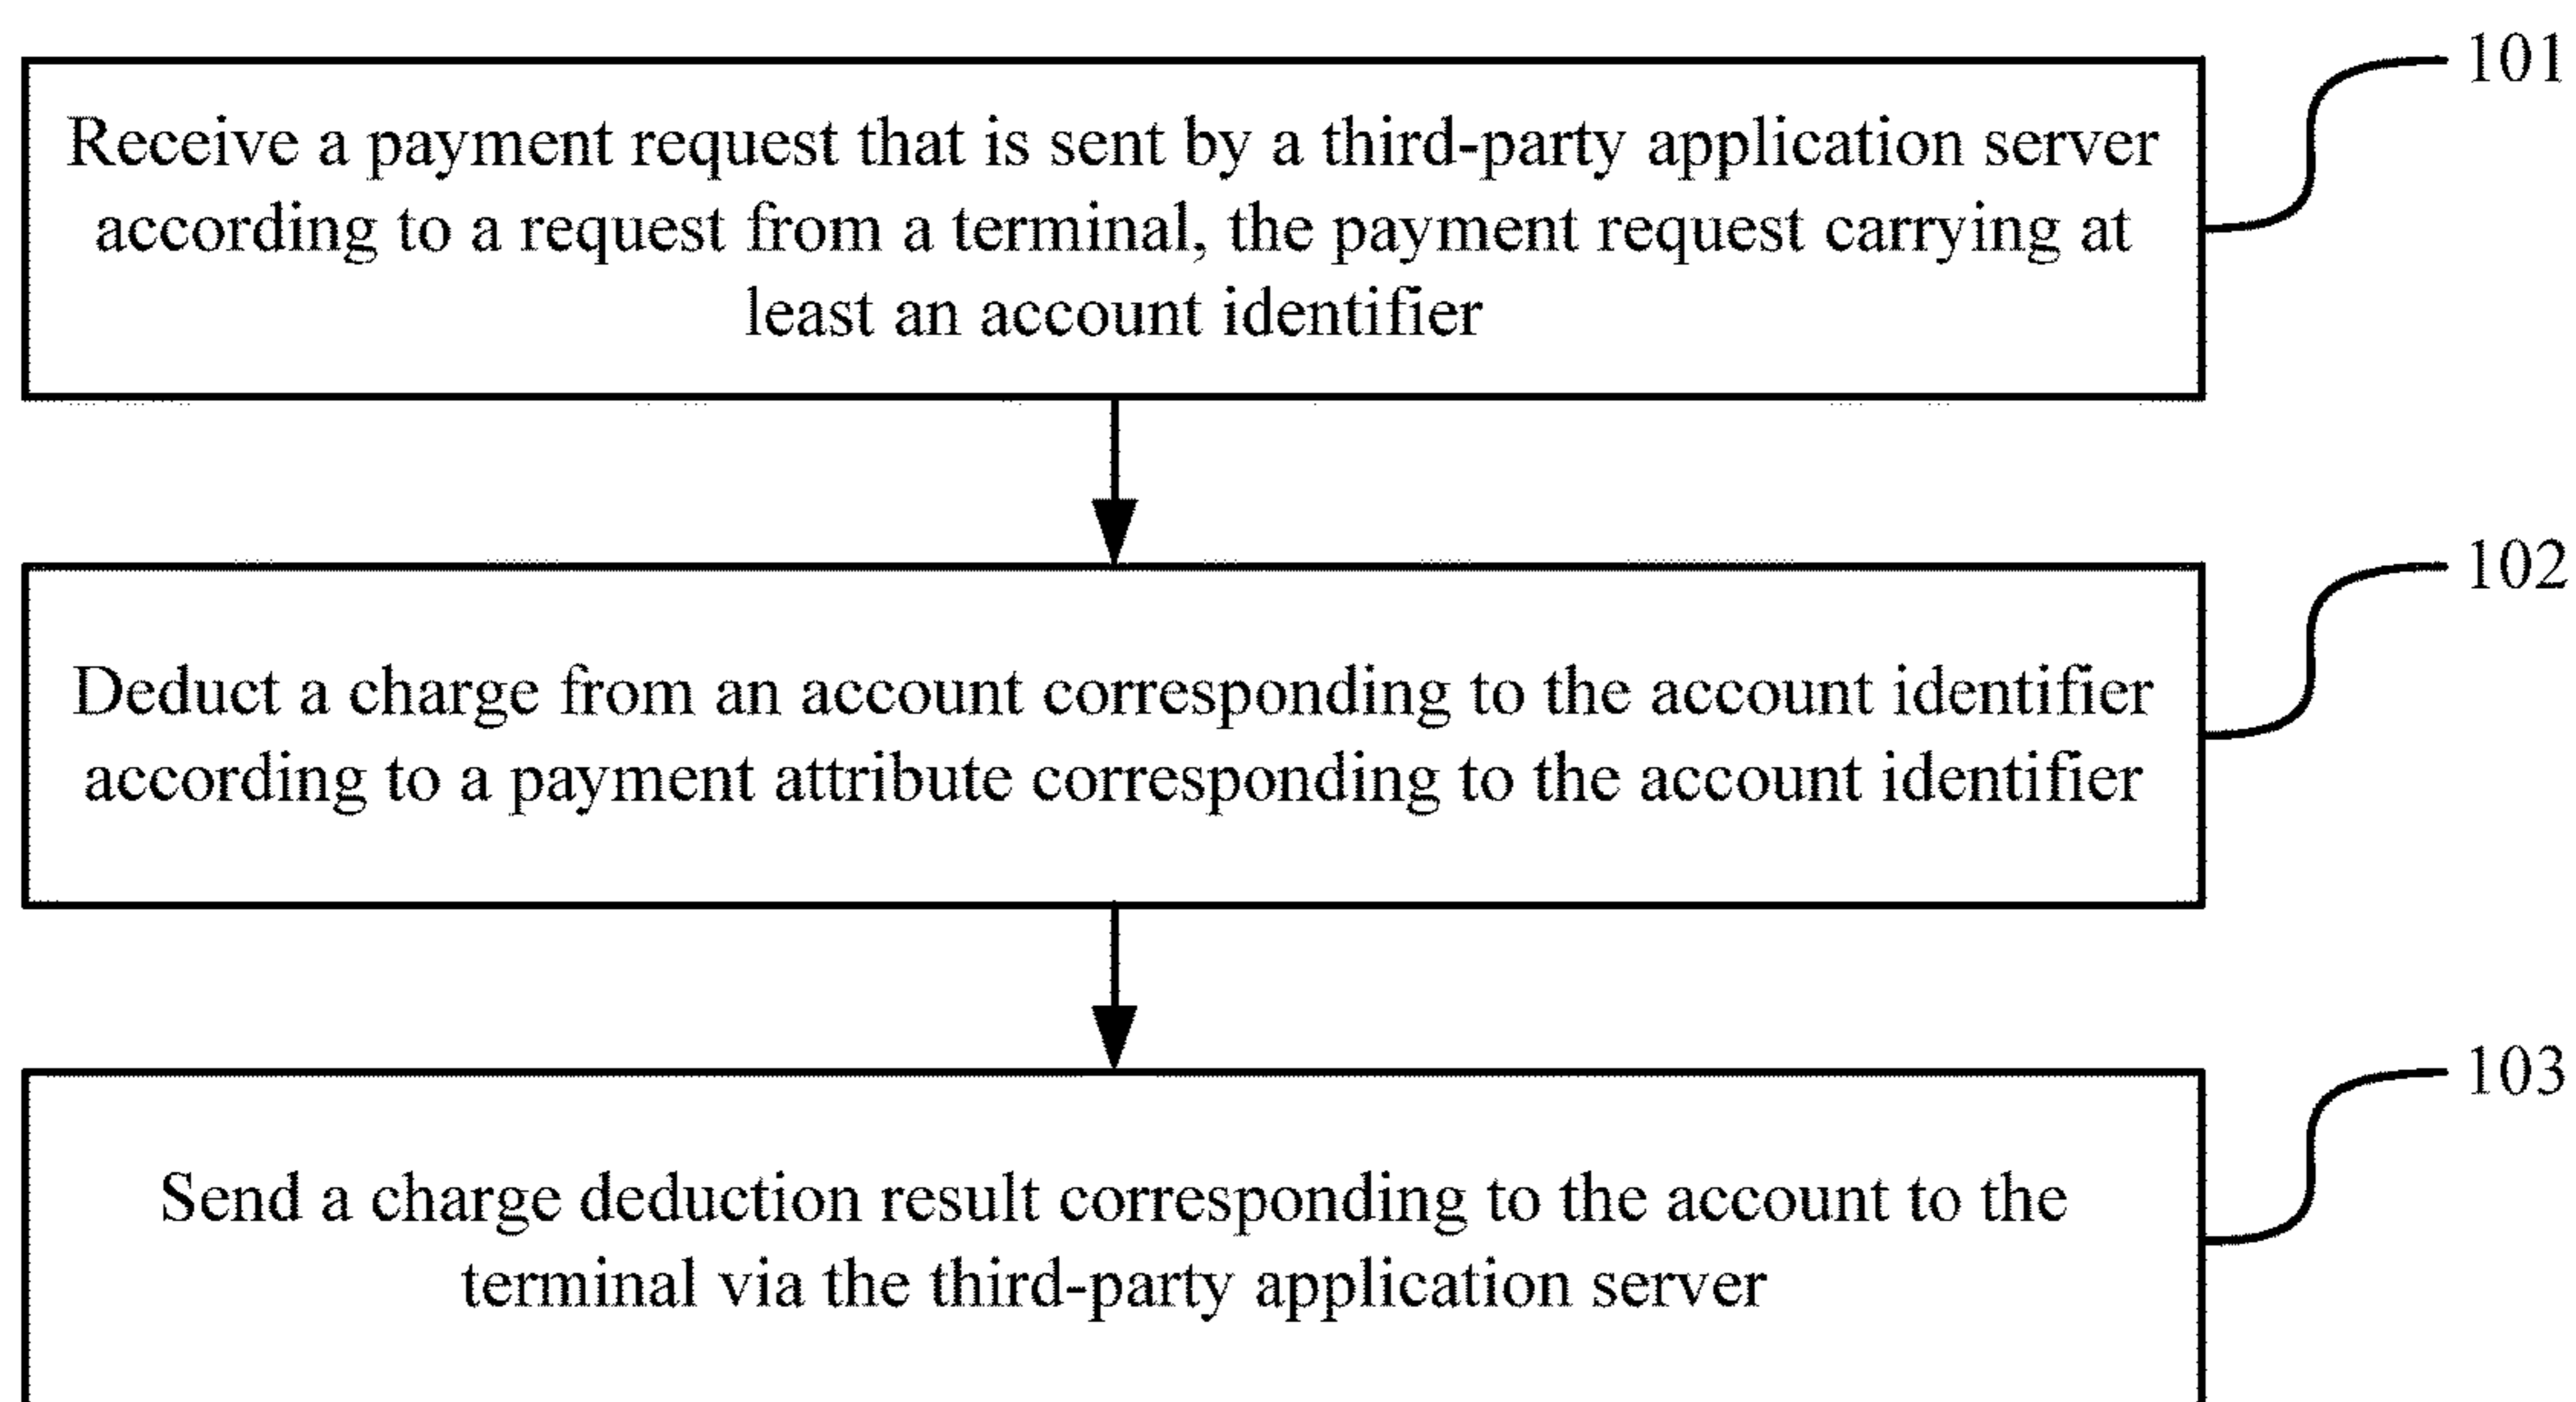 101
Receive a payment request that is sent by a third-party application server
according to a request from a terminal, the payment request carrying at
least an account identifier
102
Deduct a charge from an account corresponding to the account identifier
according to a payment attribute corresponding to the account identifier
103
Send a charge deduction result corresponding to the account to the
terminal via the third-party application server